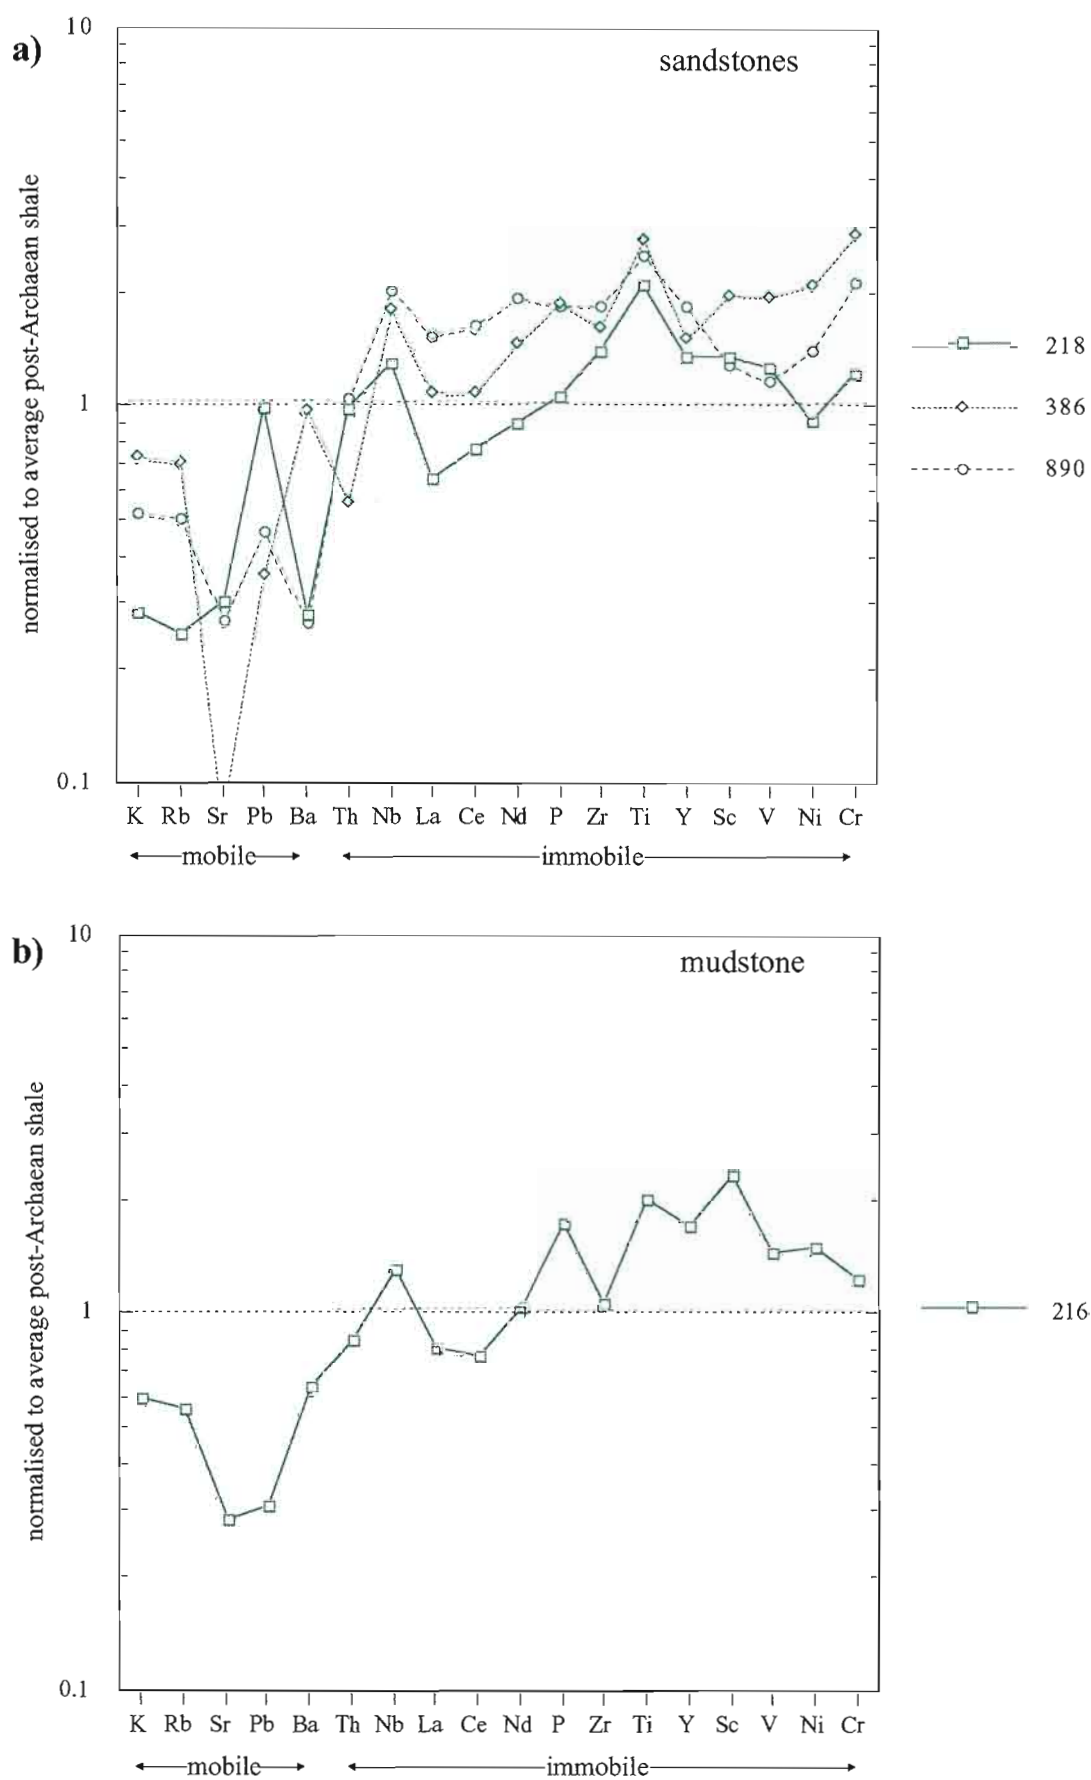 a)
10
sandstones
normalised to average post-Archaean shale
218
386
890
1
0.1
K Rb Sr Pb Ba Th Nb La Ce Nd P Zr Ti Y Sc V Ni Cr
mobile immobile
b)
10
mudstone
normalised to average post-Archaean shale
1
216
0.1
K Rb Sr Pb Ba Th Nb La Ce Nd P Zr Ti Y Sc V Ni Cr
mobile immobile